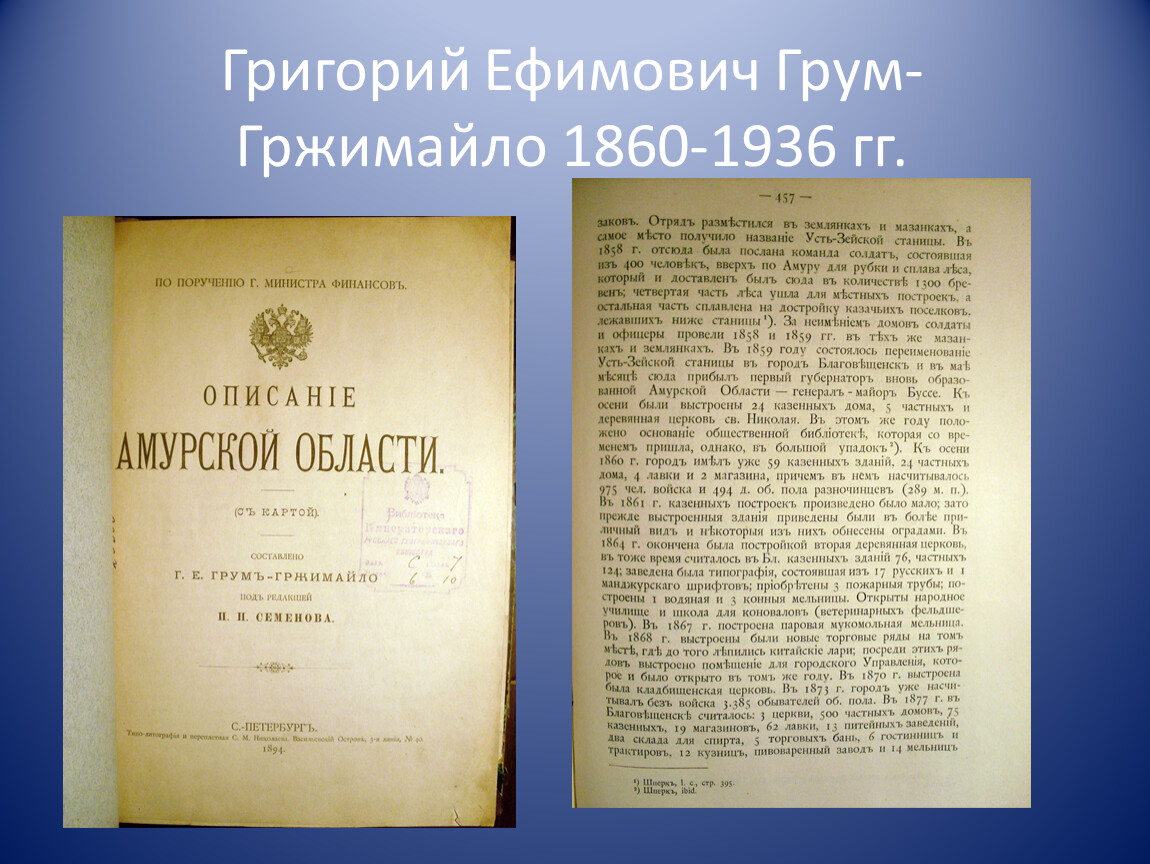 Григорий Ефимович Грум-
Гржимайло 1860-1936 гг.
ПО ПОРУЧЕНІЮ Г. МИНИСТРА ФИНАНСОВЪ.
ОПИСАНІЕ
АМУРСКОЙ ОБЛАСТИ.
(СЪ КАРТОЙ).
СОСТАВЛЕНО
Г. Е. ГРУМЪ-ГРЖИМАЙЛО
ПОДЪ РЕДАКЦІЕЙ
П. П. СЕМЕНОВА.
Библіотека
Императорскаго
С 7
6 10
С.-ПЕТЕРБУРГЪ.
Типо-литографія и переплетная С. М. Николаева. Васильевскій Островъ, 3-я линія, №
1894.
— 457 —
заковъ. Отрядъ размѣстился въ землянкахъ и мазанкахъ, а
самое мѣсто получило названіе Усть-Зейской станицы. Въ
1858 г. отсюда была послана команда солдатъ, состоявшая
изъ 400 человѣкъ, вверхъ по Амуру для рубки и сплава лѣса,
который и доставленъ былъ сюда въ количествѣ 1300 бре-
венъ; четвертая часть лѣса ушла для мѣстныхъ построекъ, а
остальная часть сплавлена на достройку казачьихъ поселковъ.
лежавшихъ ниже станицы ¹). За неимѣніемъ домовъ солдаты
и офицеры провели 1858 и 1859 гг. въ тѣхъ же мазан-
кахъ и землянкахъ. Въ 1859 году состоялось переименованіе
Усть-Зейской станицы въ городъ Благовѣщенскъ и въ маѣ
мѣсяцѣ сюда прибылъ первый губернаторъ вновь образо-
ванной Амурской Области — генералъ-майоръ Буссе. Къ
осени были выстроены 24 казенныхъ дома, 5 частныхъ и
деревянная церковь св. Николая. Въ этомъ же году поло-
жено основаніе общественной библіотекѣ, которая со вре-
менемъ пришла, однако, въ большой упадокъ ²). Къ осени
1860 г. городъ имѣлъ уже 59 казенныхъ зданій, 24 частныхъ
дома, 4 лавки и 2 магазина, причемъ въ немъ насчитывалось
975 чел. войска и 494 д. об. пола разночинцевъ (289 м. п.).
Въ 1861 г. казенныхъ построекъ произведено было мало; зато
прежде выстроенныя зданія приведены были въ болѣе при-
личный видъ и нѣкоторыя изъ нихъ обнесены оградами. Въ
1864 г. окончена была постройкой вторая деревянная церковь,
въ тоже время считалось въ Бл. казенныхъ зданій 76, частныхъ
124; заведена была типографія, состоявшая изъ 17 русскихъ и 1
манджурскаго шрифтовъ; пріобрѣтены 3 пожарныя трубы; по-
строены 1 водяная и 3 конныя мельницы. Открыты народное
училище и школа для коноваловъ (ветеринарныхъ фельдше-
ровъ). Въ 1867 г. построена паровая мукомольная мельница.
Въ 1868 г. выстроены были новые торговые ряды на томъ
мѣстѣ, гдѣ до того лѣпились китайскіе лари; посреди этихъ ря-
довъ выстроено помѣщеніе для городского Управленія, кото-
рое и было открыто въ томъ же году. Въ 1870 г. выстроена
была кладбищенская церковь. Въ 1873 г. городъ уже насчи-
тывалъ безъ войска 3.385 обывателей об. пола. Въ 1877 г. въ
Благовѣщенскѣ считалось: 3 церкви, 500 частныхъ домовъ, 75
казенныхъ, 19 магазиновъ, 62 лавки, 13 питейныхъ заведеній,
два склада для спирта, 5 торговыхъ бань, 6 гостинницъ и
трактировъ, 12 кузницъ, пивоваренный заводъ и 14 мельницъ
¹) Шперкъ, l. c., стр. 395.
²) Шперкъ, ibid.